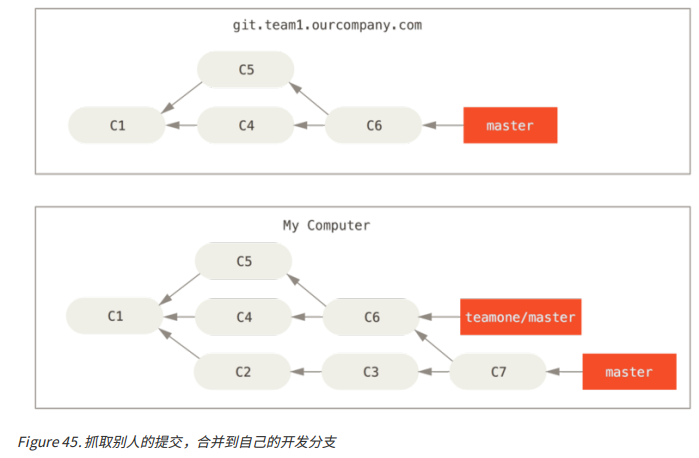 git.team1.ourcompany.com
C5
C1 C4 C6 master
My Computer
C5
C1 C4 C6 teamone/master
C2 C3 C7 master
Figure 45. 抓取别人的提交，合并到自己的开发分支